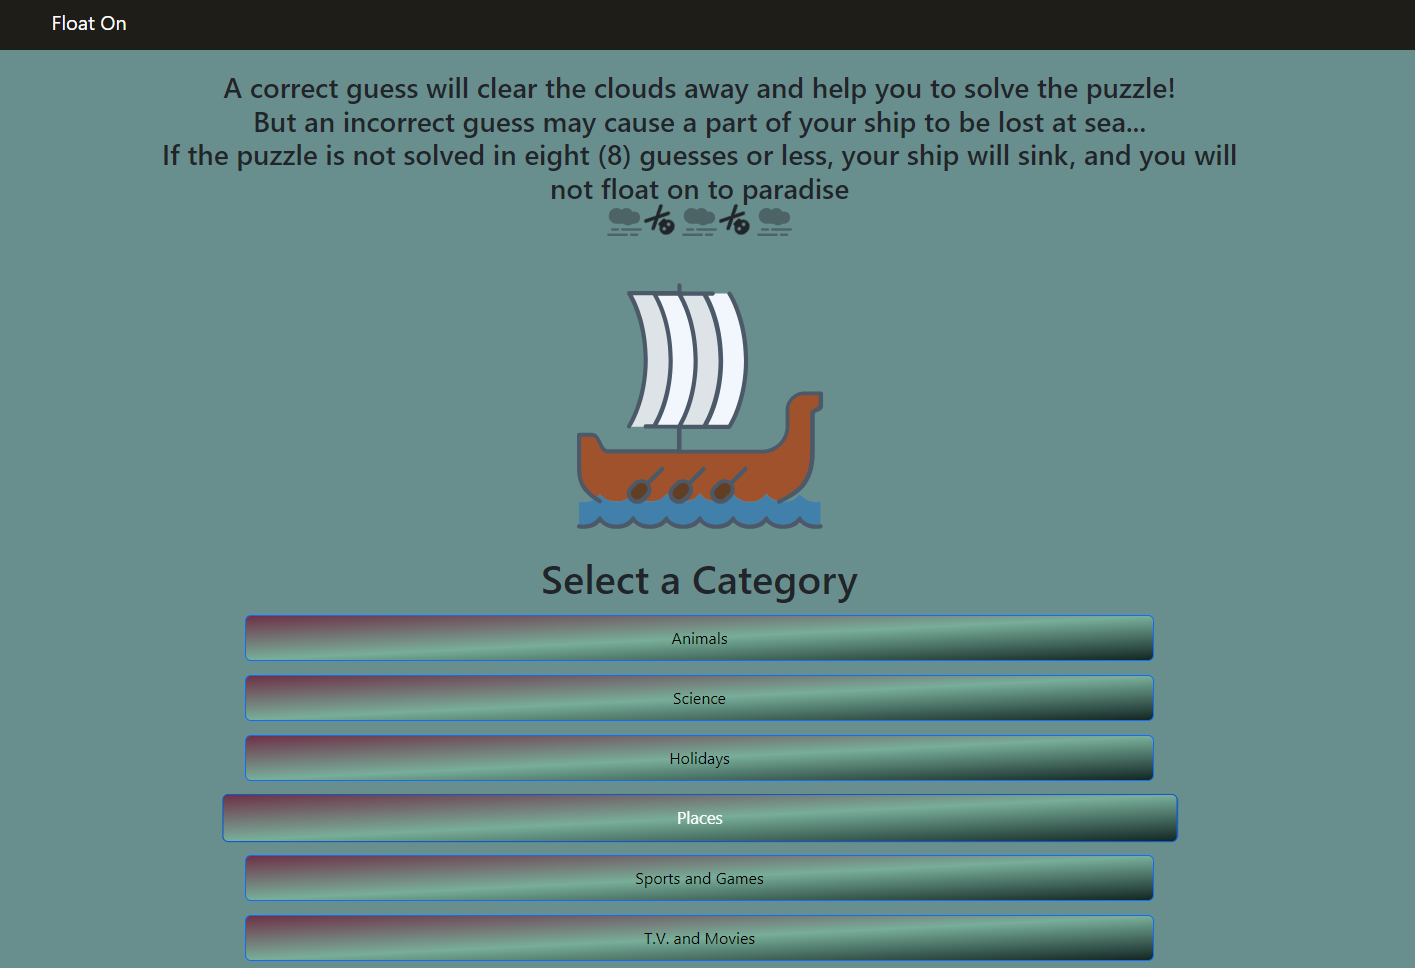 Float On
A correct guess will clear the clouds away and help you to solve the puzzle!
But an incorrect guess may cause a part of your ship to be lost at sea...
If the puzzle is not solved in eight (8) guesses or less, your ship will sink, and you will
not float on to paradise
Select a Category
Animals
Science
Holidays
Places
Sports and Games
T.V. and Movies